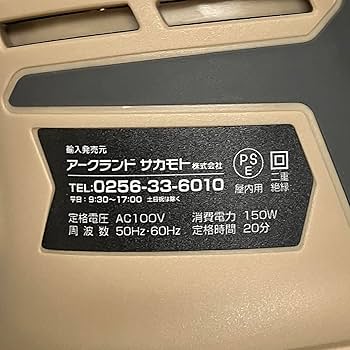 輸入発売元
アークランド サカモト株式会社
TEL:0256-33-6010
平日:9:30〜17:00 土日祝は除く
PS
E
屋内用
二重
絶縁
定格電圧 AC100V 消費電力 150W
周波数 50Hz・60Hz 定格時間 20分